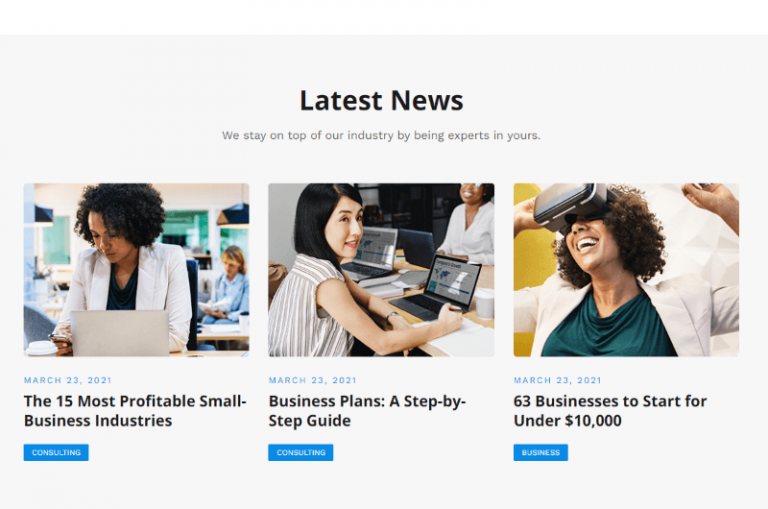 Latest News
We stay on top of our industry by being experts in yours.
MARCH 23, 2021
The 15 Most Profitable Small-
Business Industries
CONSULTING
MARCH 23, 2021
Business Plans: A Step-by-
Step Guide
CONSULTING
MARCH 23, 2021
63 Businesses to Start for
Under $10,000
BUSINESS